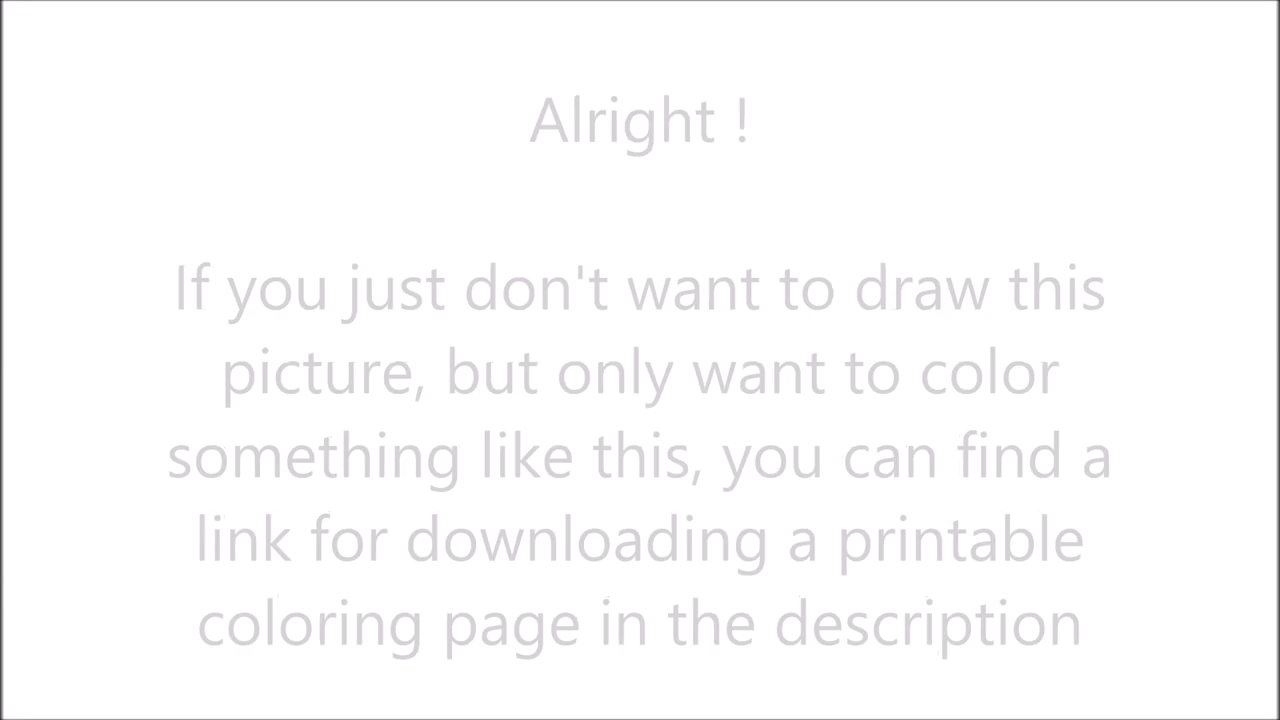 Alright !
If you just don't want to draw this
picture, but only want to color
something like this, you can find a
link for downloading a printable
coloring page in the description